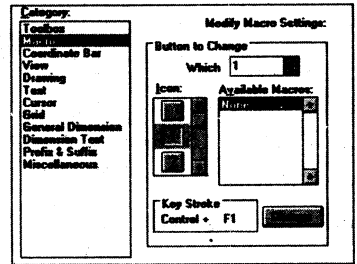 Category:
Toolbox
Macro
Coordinate Bar
View
Drawing
Text
Cursor
Grid
General Dimension
Dimension Text
Prefix & Suffix
Miscellaneous
Modify Macro Settings:
Button to Change
Which 1
Icon:
Available Macros:
None
Key Stroke
Control + F1